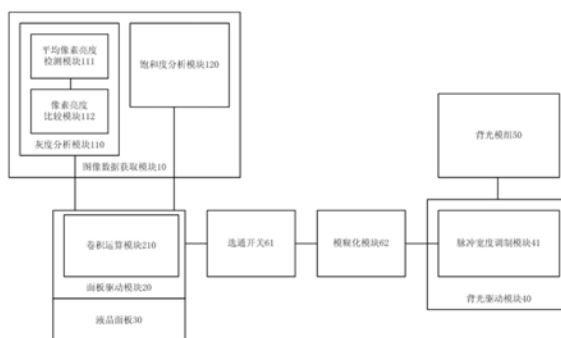 平均像素亮度
检测模块111
饱和度分析模块120
像素亮度
比较模块112
灰度分析模块110
图像数据获取模块10
背光模组50
卷积运算模块210
选通开关61
模糊化模块62
脉冲宽度调制模块41
面板驱动模块20
背光驱动模块40
液晶面板30